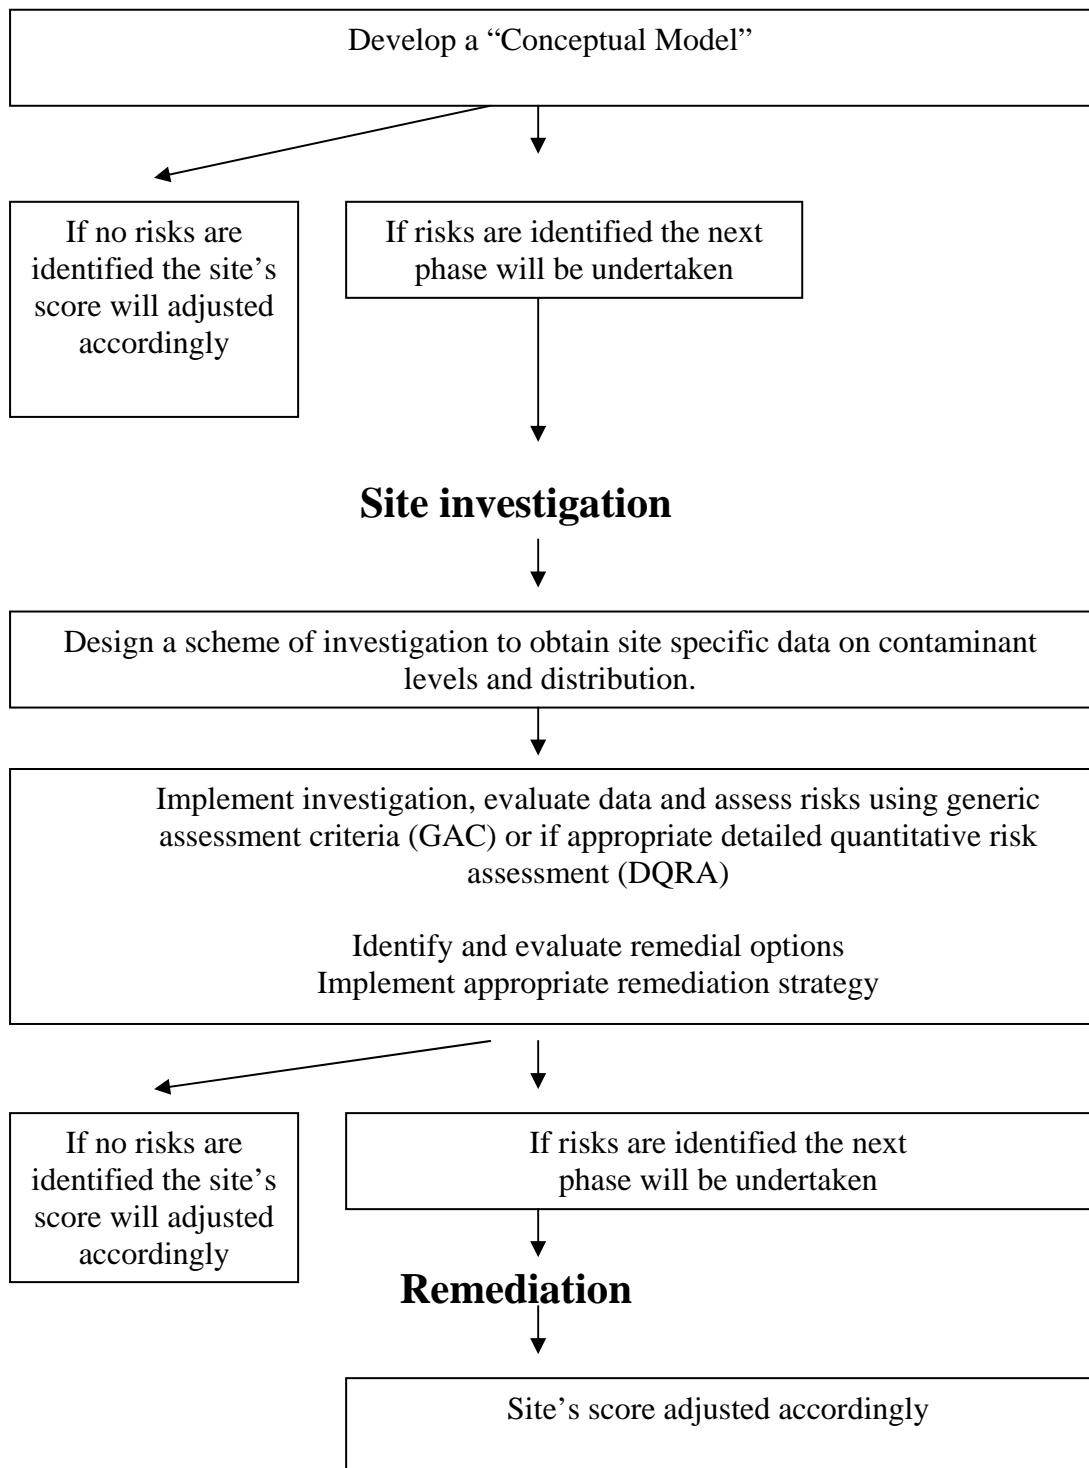 Develop a “Conceptual Model”
If no risks are
identified the site’s
score will adjusted
accordingly
If risks are identified the next
phase will be undertaken
Site investigation
Design a scheme of investigation to obtain site specific data on contaminant
levels and distribution.
Implement investigation, evaluate data and assess risks using generic
assessment criteria (GAC) or if appropriate detailed quantitative risk
assessment (DQRA)
Identify and evaluate remedial options
Implement appropriate remediation strategy
If no risks are
identified the site’s
score will adjusted
accordingly
If risks are identified the next
phase will be undertaken
Remediation
Site’s score adjusted accordingly